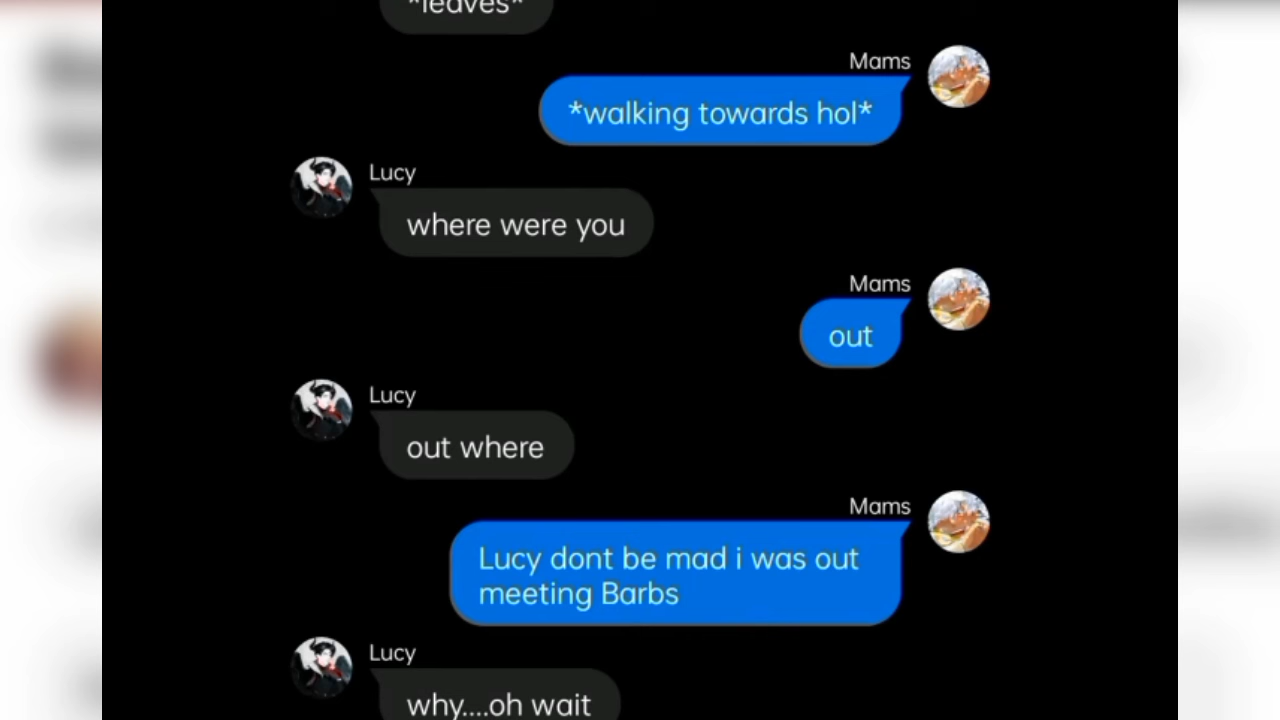 *leaves*
Mams
*walking towards hol*
Lucy
where were you
Mams
out
Lucy
out where
Mams
Lucy dont be mad i was out
meeting Barbs
Lucy
why....oh wait